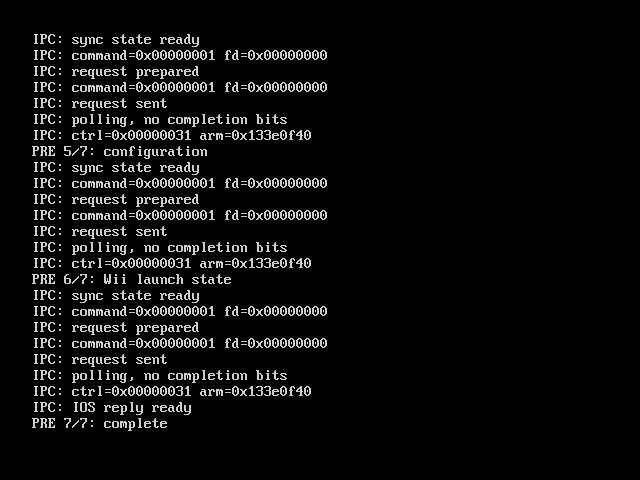 IPC: sync state ready
IPC: command=0x00000001 fd=0x00000000
IPC: request prepared
IPC: command=0x00000001 fd=0x00000000
IPC: request sent
IPC: polling, no completion bits
IPC: ctrl=0x00000031 arm=0x133e0f40
PRE 5/7: configuration
IPC: sync state ready
IPC: command=0x00000001 fd=0x00000000
IPC: request prepared
IPC: command=0x00000001 fd=0x00000000
IPC: request sent
IPC: polling, no completion bits
IPC: ctrl=0x00000031 arm=0x133e0f40
PRE 6/7: Wii launch state
IPC: sync state ready
IPC: command=0x00000001 fd=0x00000000
IPC: request prepared
IPC: command=0x00000001 fd=0x00000000
IPC: request sent
IPC: polling, no completion bits
IPC: ctrl=0x00000031 arm=0x133e0f40
IPC: IOS reply ready
PRE 7/7: complete